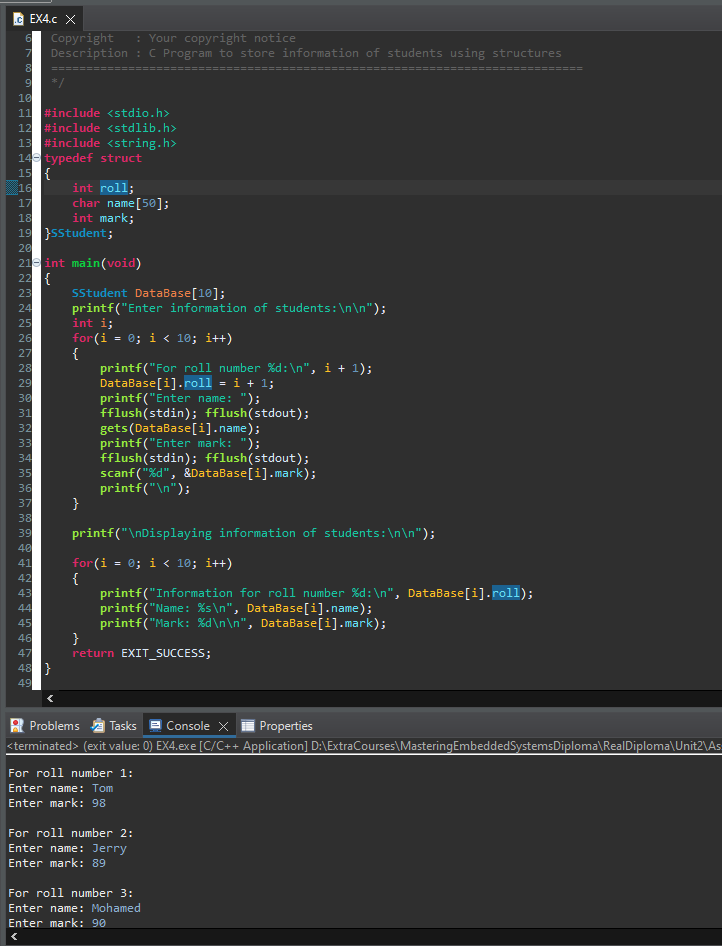 EX4.c
6 Copyright   : Your copyright notice
7 Description : C Program to store information of students using structures
8 ============================================================================
9 */
10
11 #include <stdio.h>
12 #include <stdlib.h>
13 #include <string.h>
14 typedef struct
15 {
16     int roll;
17     char name[50];
18     int mark;
19 }SStudent;
20
21 int main(void)
22 {
23     SStudent DataBase[10];
24     printf("Enter information of students:\n\n");
25     int i;
26     for(i = 0; i < 10; i++)
27     {
28         printf("For roll number %d:\n", i + 1);
29         DataBase[i].roll = i + 1;
30         printf("Enter name: ");
31         fflush(stdin); fflush(stdout);
32         gets(DataBase[i].name);
33         printf("Enter mark: ");
34         fflush(stdin); fflush(stdout);
35         scanf("%d", &DataBase[i].mark);
36         printf("\n");
37     }
38
39     printf("\nDisplaying information of students:\n\n");
40
41     for(i = 0; i < 10; i++)
42     {
43         printf("Information for roll number %d:\n", DataBase[i].roll);
44         printf("Name: %s\n", DataBase[i].name);
45         printf("Mark: %d\n\n", DataBase[i].mark);
46     }
47     return EXIT_SUCCESS;
48 }
49
Problems Tasks Console Properties
<terminated> (exit value: 0) EX4.exe [C/C++ Application] D:\ExtraCourses\MasteringEmbeddedSystemsDiploma\RealDiploma\Unit2\As
For roll number 1:
Enter name: Tom
Enter mark: 98
For roll number 2:
Enter name: Jerry
Enter mark: 89
For roll number 3:
Enter name: Mohamed
Enter mark: 90